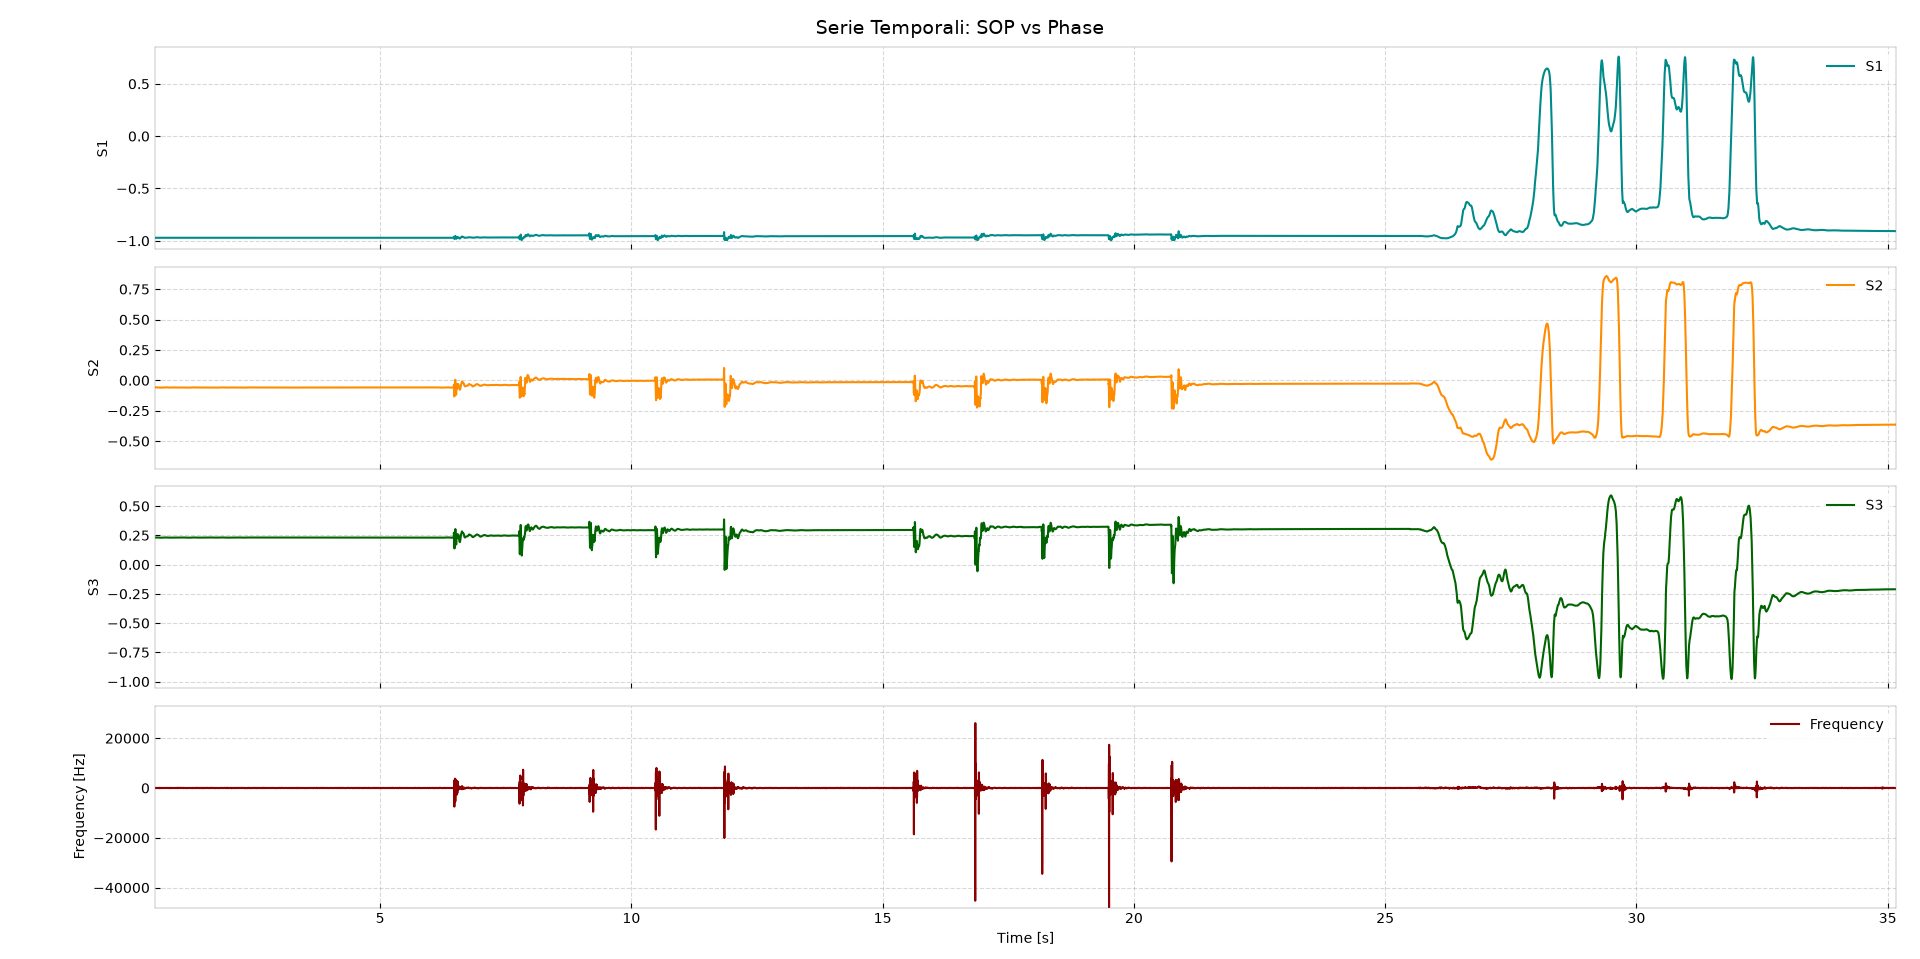 Serie Temporali: SOP vs Phase
0.5
0.0
−0.5
−1.0
S1
S1
0.75
0.50
0.25
0.00
−0.25
−0.50
S2
S2
0.50
0.25
0.00
−0.25
−0.50
−0.75
−1.00
S3
S3
20000
0
−20000
−40000
Frequency [Hz]
Frequency
5 10 15 20 25 30 35
Time [s]